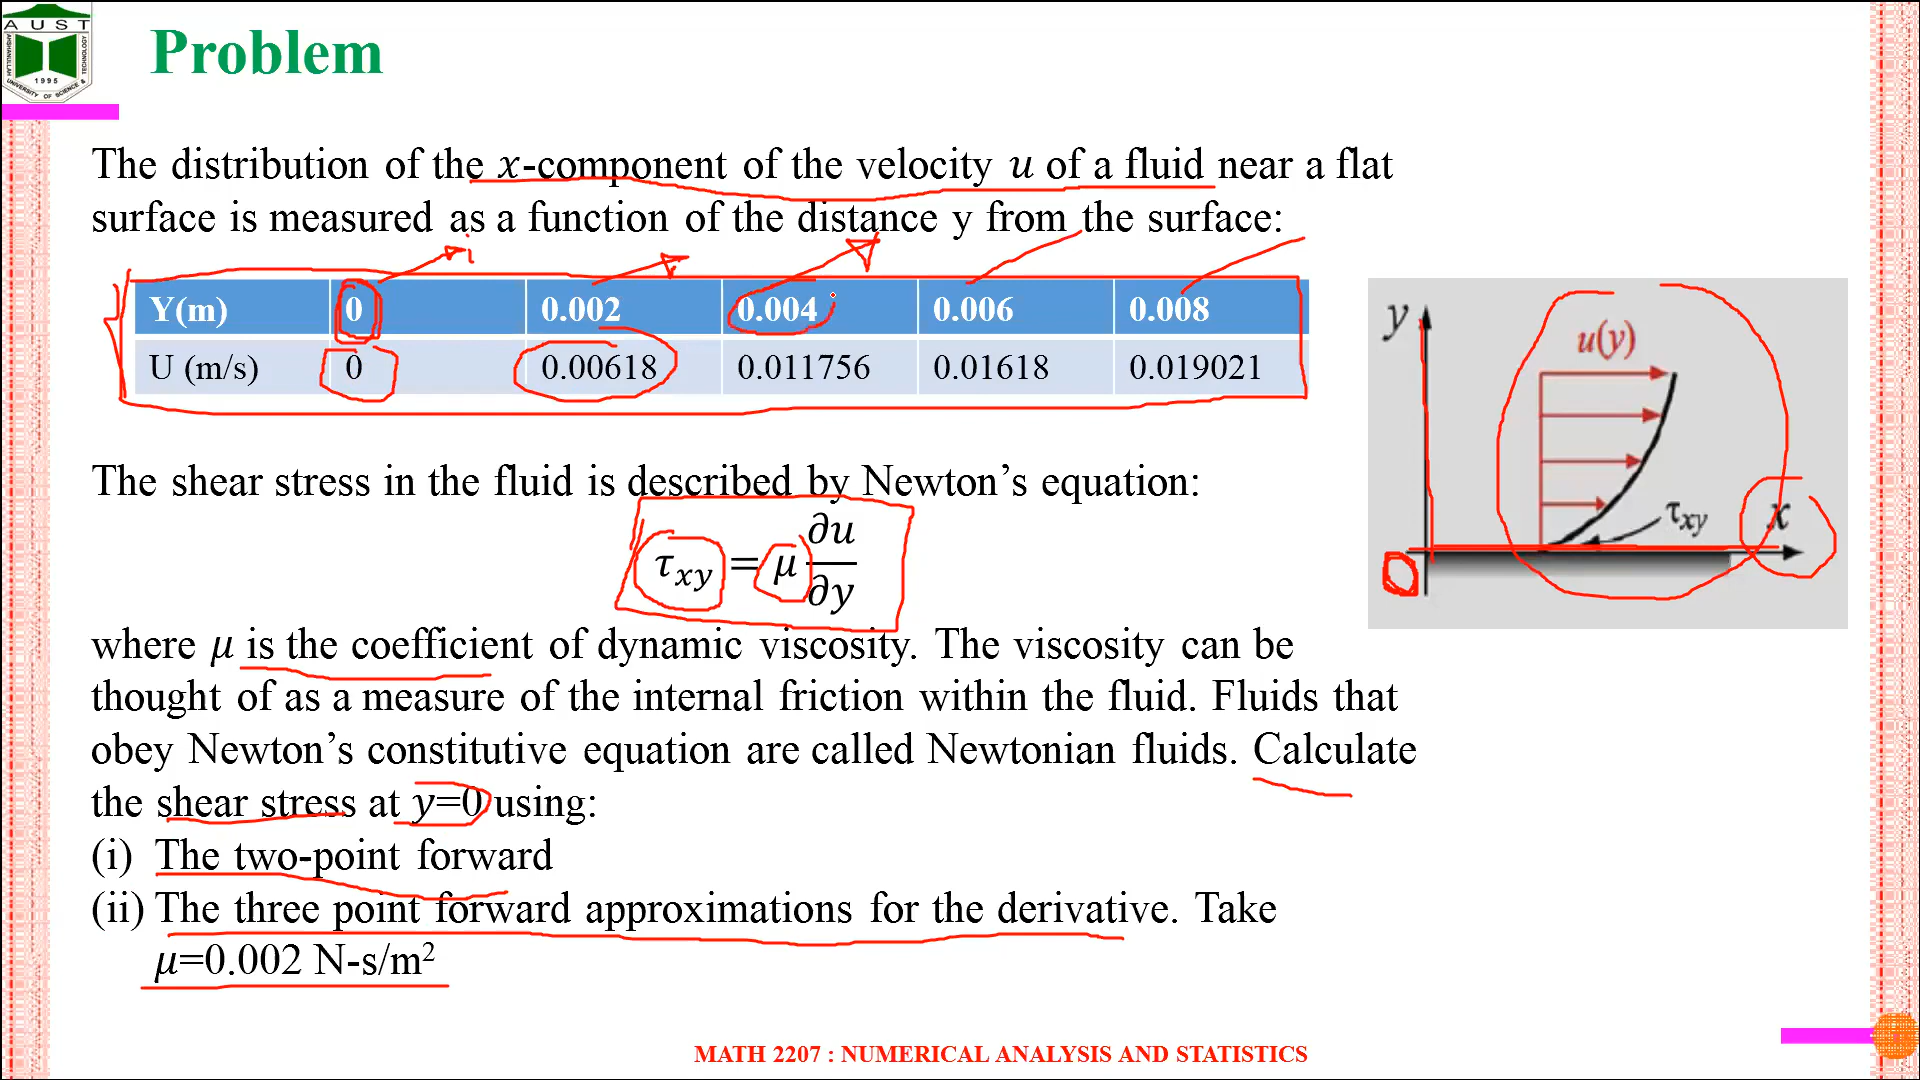 A U S T
AHSANULLAH UNIVERSITY OF SCIENCE & TECHNOLOGY
1995
Problem
The distribution of the x-component of the velocity u of a fluid near a flat
surface is measured as a function of the distance y from the surface:
i
Y(m) 0 0.002 0.004 0.006 0.008
U (m/s) 0 0.00618 0.011756 0.01618 0.019021
y
u(y)
τxy
x
The shear stress in the fluid is described by Newton’s equation:
τxy = μ ∂u/∂y
where μ is the coefficient of dynamic viscosity. The viscosity can be
thought of as a measure of the internal friction within the fluid. Fluids that
obey Newton’s constitutive equation are called Newtonian fluids. Calculate
the shear stress at y=0 using:
(i) The two-point forward
(ii) The three point forward approximations for the derivative. Take
μ=0.002 N-s/m²
MATH 2207 : NUMERICAL ANALYSIS AND STATISTICS